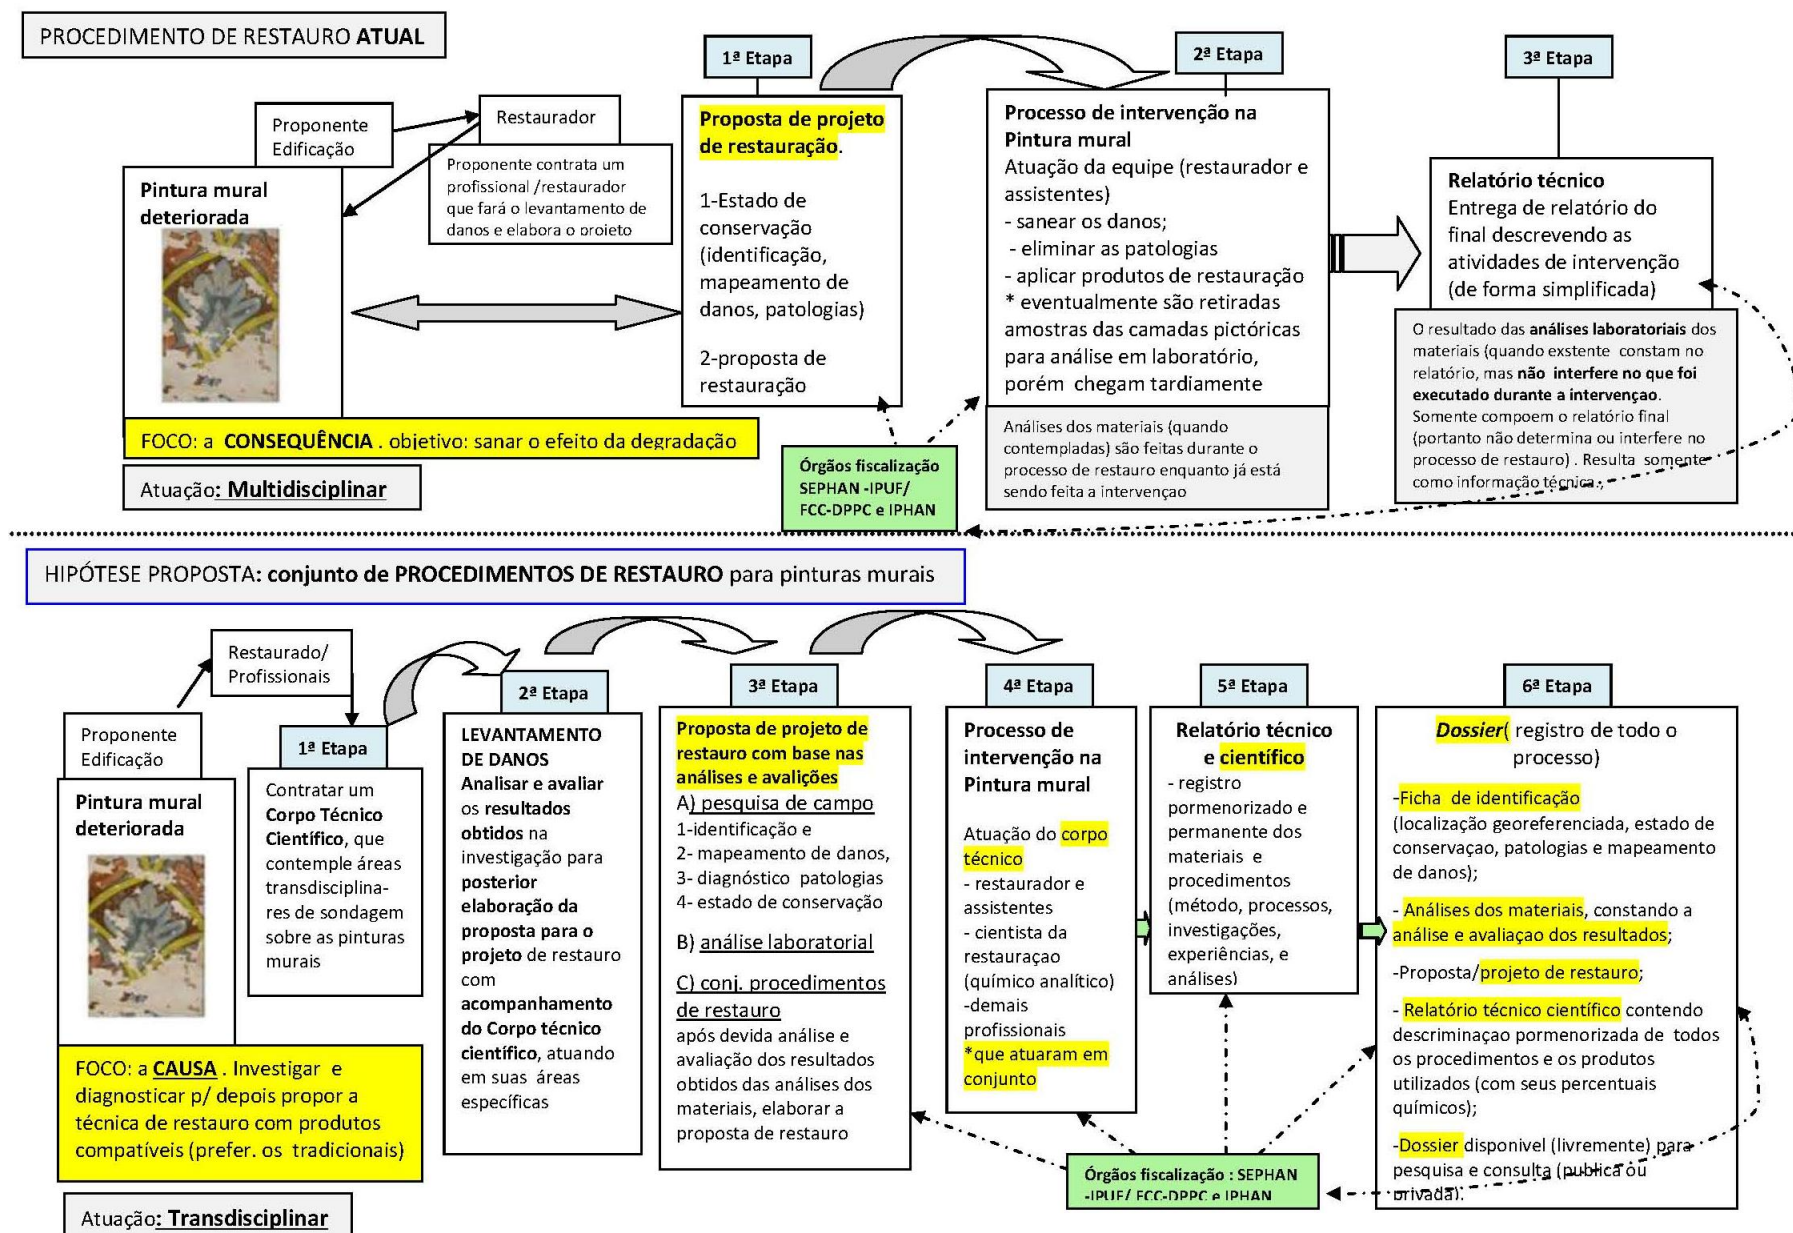 PROCEDIMENTO DE RESTAURO ATUAL
Proponente
Edificação
Restaurador
Proponente contrata um
profissional /restaurador
que fará o levantamento de
danos e elabora o projeto
Pintura mural
deteriorada
FOCO: a CONSEQUÊNCIA . objetivo: sanar o efeito da degradação
Atuação: Multidisciplinar
1ª Etapa
Proposta de projeto
de restauração.
1-Estado de
conservação
(identificação,
mapeamento de
danos, patologias)
2-proposta de
restauração
Órgãos fiscalização
SEPHAN -IPUF/
FCC-DPPC e IPHAN
2ª Etapa
Processo de intervenção na
Pintura mural
Atuação da equipe (restaurador e
assistentes)
- sanear os danos;
- eliminar as patologias
- aplicar produtos de restauração
* eventualmente são retiradas
amostras das camadas pictóricas
para análise em laboratório,
porém chegam tardiamente
Análises dos materiais (quando
contempladas) são feitas durante o
processo de restauro enquanto já está
sendo feita a intervençao
3ª Etapa
Relatório técnico
Entrega de relatório do
final descrevendo as
atividades de intervenção
(de forma simplificada)
O resultado das análises laboratoriais dos
materiais (quando exstente constam no
relatório, mas não interfere no que foi
executado durante a intervençao.
Somente compoem o relatório final
(portanto não determina ou interfere no
processo de restauro) . Resulta somente
como informação técnica.,
HIPÓTESE PROPOSTA: conjunto de PROCEDIMENTOS DE RESTAURO para pinturas murais
Restaurado/
Profissionais
Proponente
Edificação
Pintura mural
deteriorada
FOCO: a CAUSA . Investigar e
diagnosticar p/ depois propor a
técnica de restauro com produtos
compatíveis (prefer. os tradicionais)
Atuação: Transdisciplinar
1ª Etapa
Contratar um
Corpo Técnico
Científico, que
contemple áreas
transdisciplina-
res de sondagem
sobre as pinturas
murais
2ª Etapa
LEVANTAMENTO
DE DANOS
Analisar e avaliar
os resultados
obtidos na
investigação para
posterior
elaboração da
proposta para o
projeto de restauro
com
acompanhamento
do Corpo técnico
científico, atuando
em suas áreas
específicas
3ª Etapa
Proposta de projeto de
restauro com base nas
análises e avalições
A) pesquisa de campo
1-identificação e
2- mapeamento de danos,
3- diagnóstico patologias
4- estado de conservação
B) análise laboratorial
C) conj. procedimentos
de restauro
após devida análise e
avaliação dos resultados
obtidos das análises dos
materiais, elaborar a
proposta de restauro
4ª Etapa
Processo de
intervenção na
Pintura mural
Atuação do corpo
técnico
- restaurador e
assistentes
- cientista da
restauraçao
(químico analítico)
-demais
profissionais
*que atuaram em
conjunto
5ª Etapa
Relatório técnico
e científico
- registro
pormenorizado e
permanente dos
materiais e
procedimentos
(método, processos,
investigações,
experiências, e
análises)
Órgãos fiscalização : SEPHAN
-IPUF/ FCC-DPPC e IPHAN
6ª Etapa
Dossier( registro de todo o
processo)
-Ficha de identificação
(localização georeferenciada, estado de
conservaçao, patologias e mapeamento
de danos);
- Análises dos materiais, constando a
análise e avaliaçao dos resultados;
-Proposta/projeto de restauro;
- Relatório técnico científico contendo
descriminaçao pormenorizada de todos
os procedimentos e os produtos
utilizados (com seus percentuais
químicos);
-Dossier disponivel (livremente) para
pesquisa e consulta (publica ou
privada).